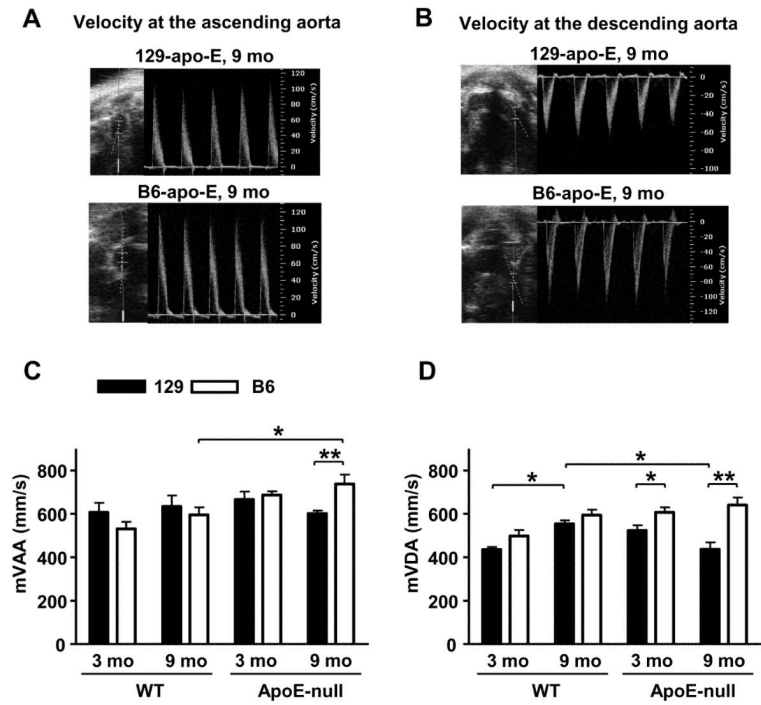 A Velocity at the ascending aorta
129-apo-E, 9 mo
120
100
80
60
40
20
0
Velocity (cm/s)
B6-apo-E, 9 mo
120
100
80
60
40
20
0
Velocity (cm/s)
B Velocity at the descending aorta
129-apo-E, 9 mo
0
-20
-40
-60
-80
-100
Velocity (cm/s)
B6-apo-E, 9 mo
0
-20
-40
-60
-80
-100
-120
Velocity (cm/s)
C 129 B6
* **
mVAA (mm/s)
800
600
400
200
0
3 mo 9 mo 3 mo 9 mo
WT ApoE-null
D
* * * **
mVDA (mm/s)
800
600
400
200
0
3 mo 9 mo 3 mo 9 mo
WT ApoE-null